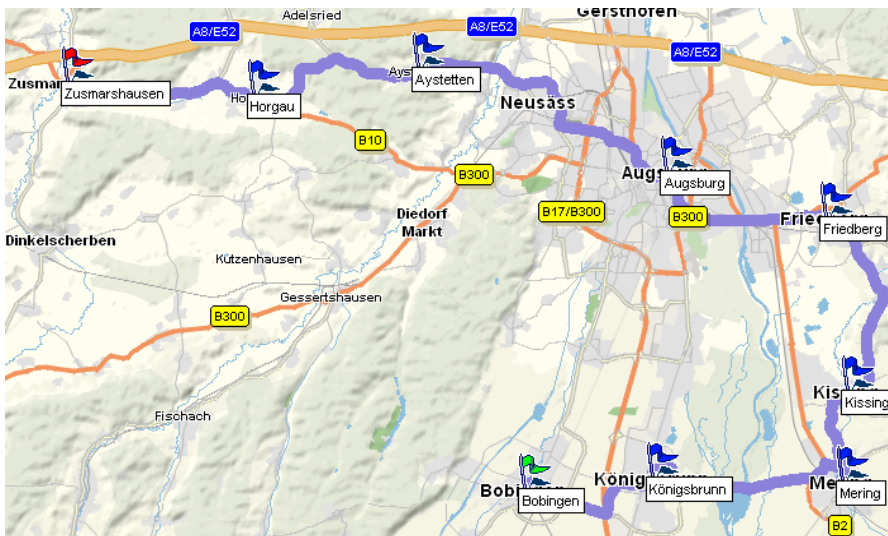 Gersthofen
Adelsried
A8/E52
A8/E52
A8/E52
Zusmarshausen
Horgau
Aystetten
Neusäss
B10
B300
Augsburg
Diedorf
Markt
B17/B300
B300
Friedberg
Dinkelscherben
Kutzenhausen
Gessertshausen
B300
Kissing
Fischach
Bobingen
Königsbrunn
Mering
B2